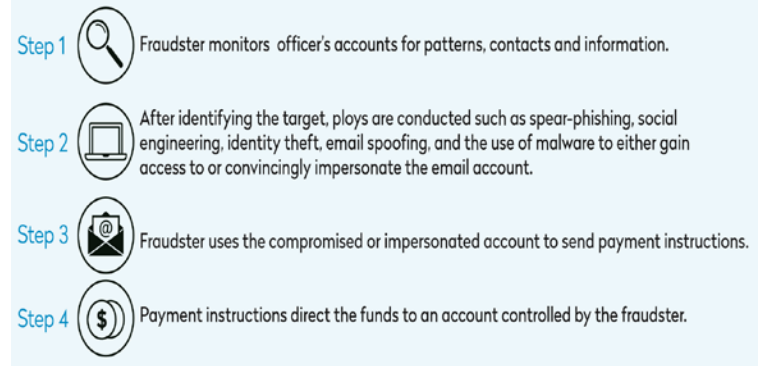 Step 1 Fraudster monitors officer's accounts for patterns, contacts and information.
After identifying the target, ploys are conducted such as spear-phishing, social
Step 2 engineering, identity theft, email spoofing, and the use of malware to either gain
access to or convincingly impersonate the email account.
Step 3 @ Fraudster uses the compromised or impersonated account to send payment instructions.
Step 4 $ Payment instructions direct the funds to an account controlled by the fraudster.